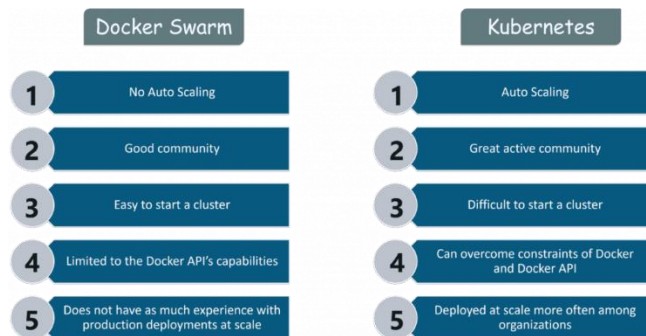 Docker Swarm
1
No Auto Scaling
2
Good community
3
Easy to start a cluster
4
Limited to the Docker API's capabilities
5
Does not have as much experience with
production deployments at scale
Kubernetes
1
Auto Scaling
2
Great active community
3
Difficult to start a cluster
4
Can overcome constraints of Docker
and Docker API
5
Deployed at scale more often among
organizations